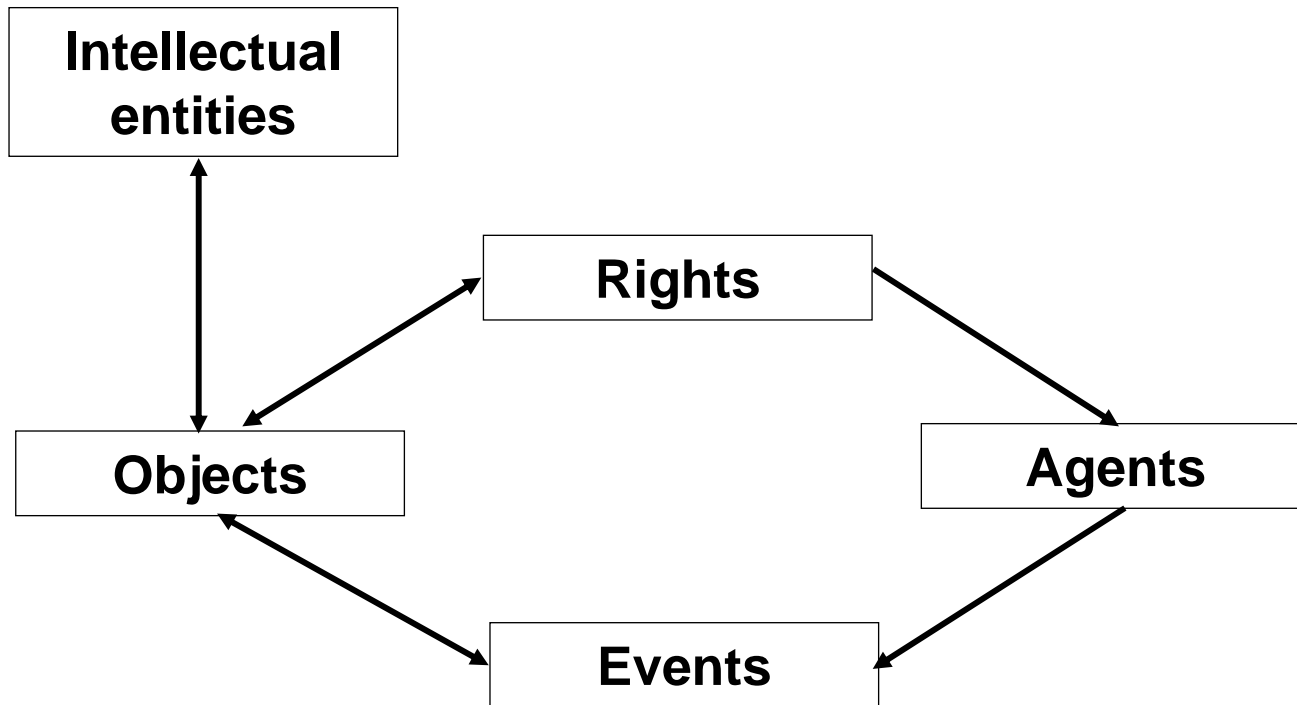 Intellectual
entities
Rights
Objects
Agents
Events